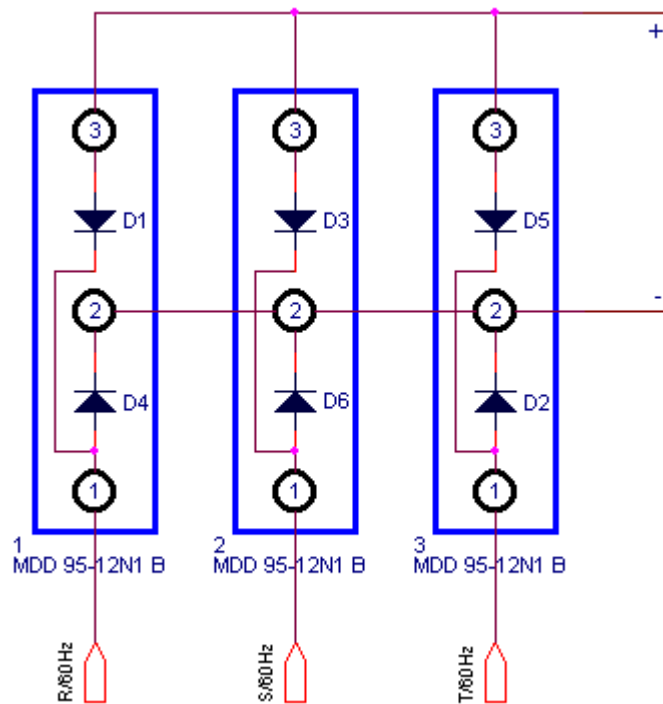 +
3 3 3
D1 D3 D5
2 2 2 -
D4 D6 D2
1 1 1
1 2 3
MDD 95-12N1 B MDD 95-12N1 B MDD 95-12N1 B
R/60Hz S/60Hz T/60Hz